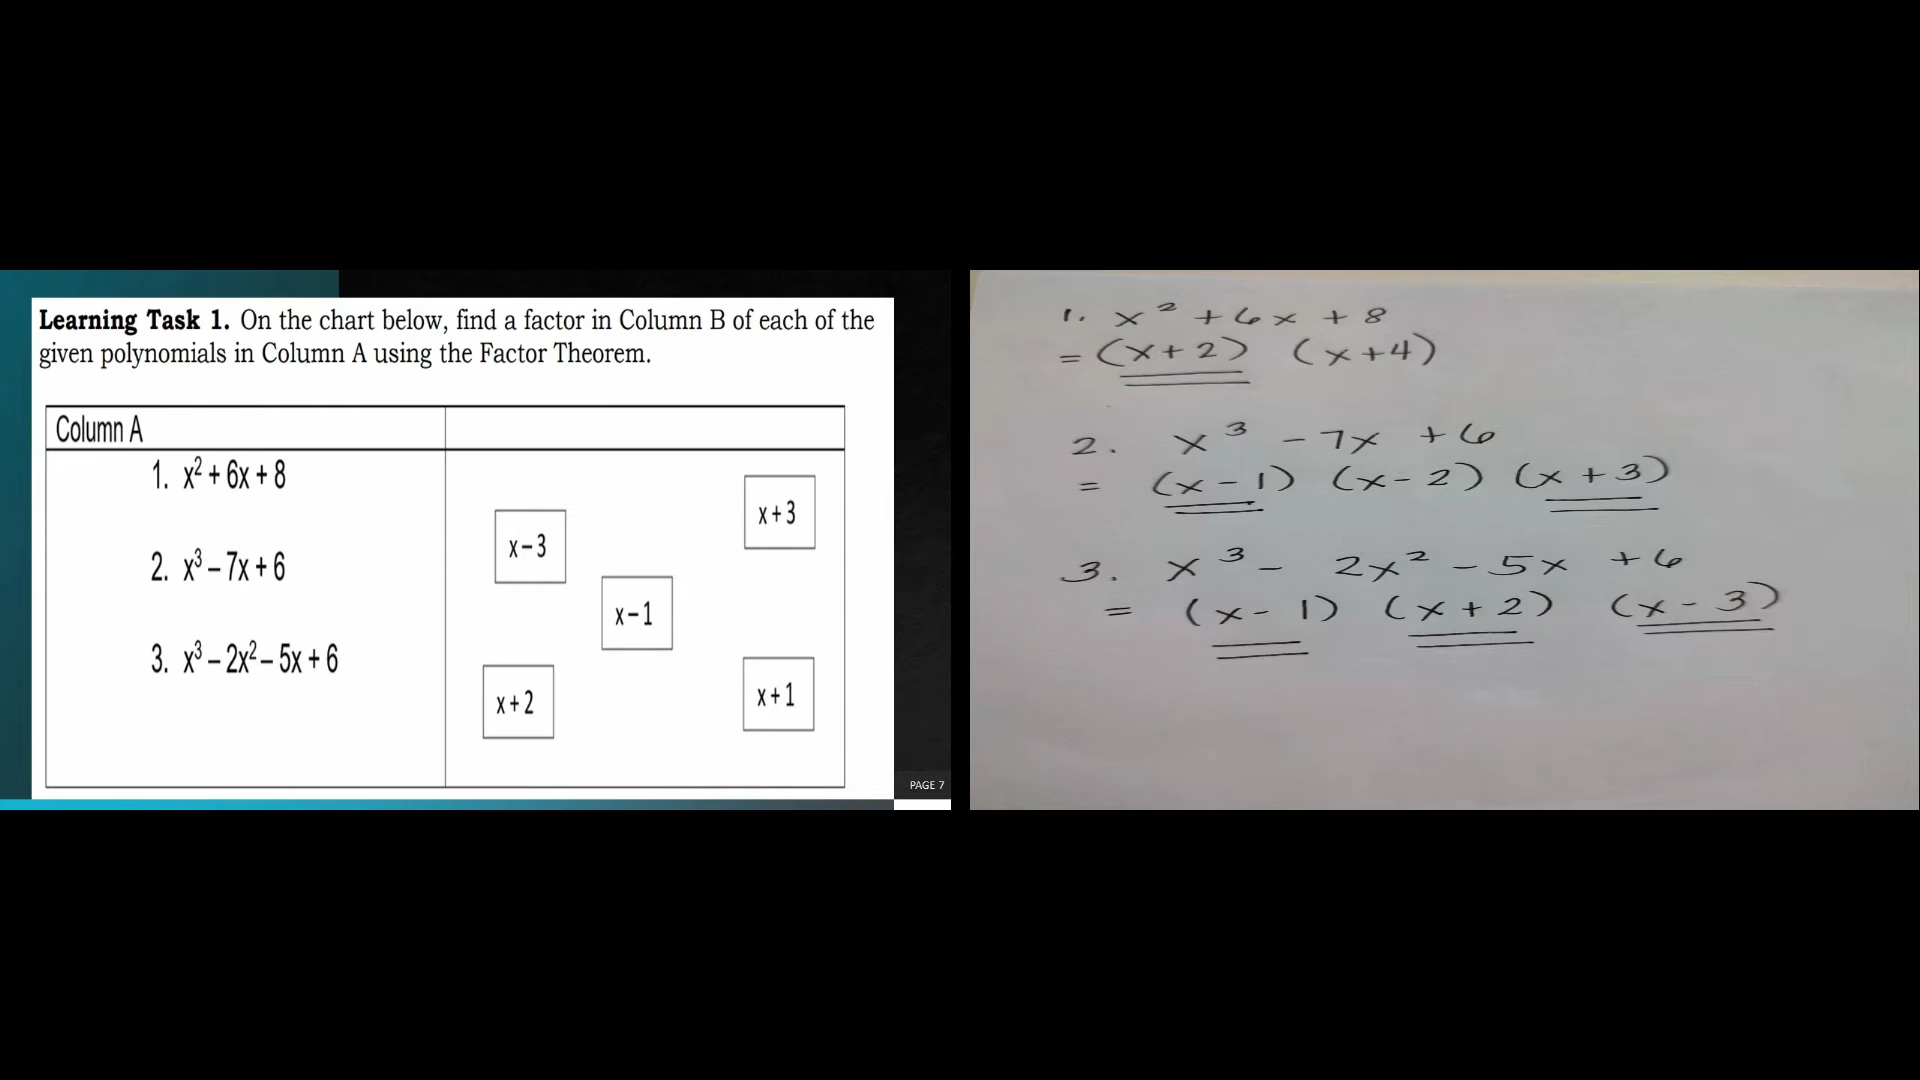 Learning Task 1. On the chart below, find a factor in Column B of each of the
given polynomials in Column A using the Factor Theorem.
Column A
1. x² + 6x + 8
2. x³ – 7x + 6
3. x³ – 2x² – 5x + 6
x – 3
x + 3
x – 1
x + 2
x + 1
PAGE 7
1. x² + 6x + 8
= (x + 2) (x + 4)
2. x³ – 7x + 6
= (x – 1) (x – 2) (x + 3)
3. x³ – 2x² – 5x + 6
= (x – 1) (x + 2) (x – 3)